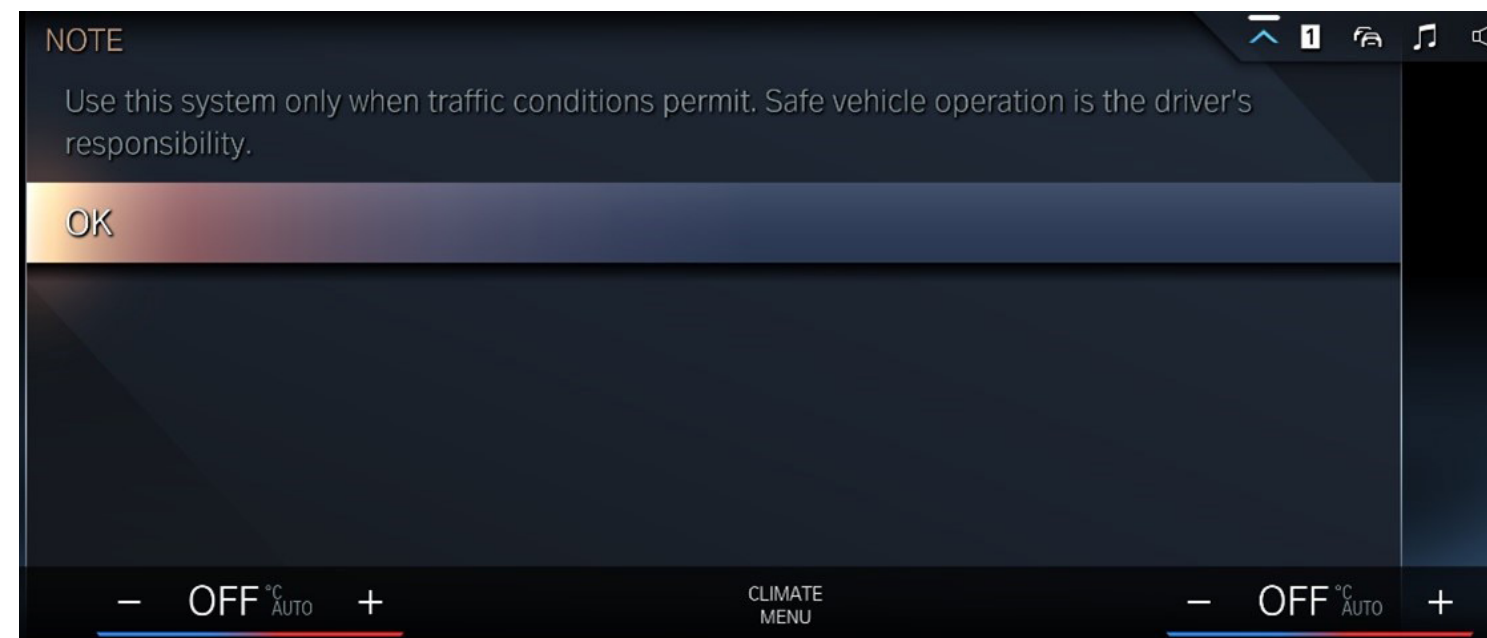 NOTE
1
Use this system only when traffic conditions permit. Safe vehicle operation is the driver's
responsibility.
OK
− OFF °C AUTO +
CLIMATE
MENU
− OFF °C AUTO +